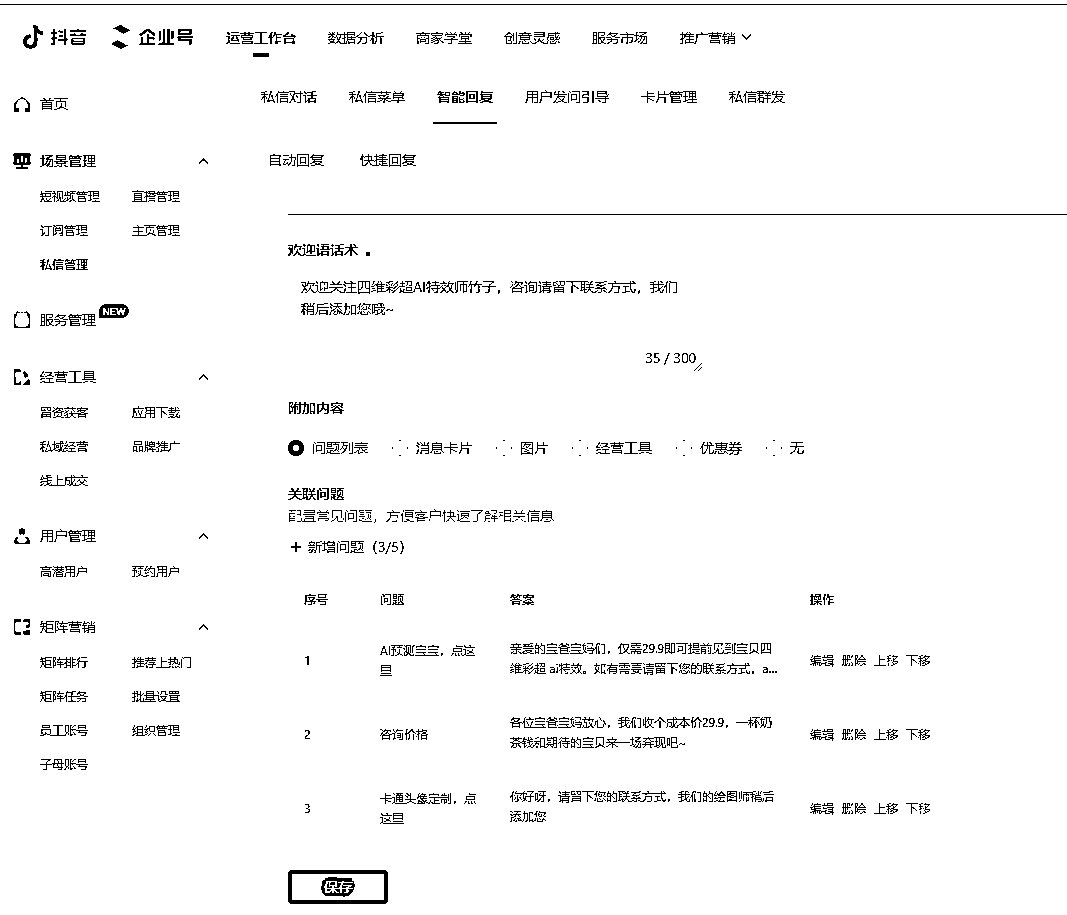 抖音 企业号 运营工作台 数据分析 商家学堂 创意灵感 服务市场 推广营销
首页
场景管理
短视频管理 直播管理
订阅管理 主页管理
私信管理
服务管理 NEW
经营工具
留资获客 应用下载
私域经营 品牌推广
线上成交
用户管理
高潜用户 预约用户
矩阵营销
矩阵排行 推荐上热门
矩阵任务 批量设置
员工账号 组织管理
子母账号
私信对话 私信菜单 智能回复 用户发问引导 卡片管理 私信群发
自动回复 快捷回复
欢迎语话术
欢迎关注四维彩超AI特效师竹子，咨询请留下联系方式，我们
稍后添加您哦~
35 / 300
附加内容
问题列表 消息卡片 图片 经营工具 优惠券 无
关联问题
配置常见问题，方便客户快速了解相关信息
+ 新增问题（3/5）
序号 问题 答案 操作
1 AI预测宝宝，点这 亲爱的宝爸宝妈们，仅需29.9即可提前见到宝贝四 编辑 删除 上移 下移
里 维彩超 ai特效。如有需要请留下您的联系方式，a...
2 咨询价格 各位宝爸宝妈放心，我们收个成本价29.9，一杯奶 编辑 删除 上移 下移
茶钱和期待的宝贝来一场奔现吧~
3 卡通头像定制，点 你好呀，请留下您的联系方式，我们的绘图师稍后 编辑 删除 上移 下移
这里 添加您
保存